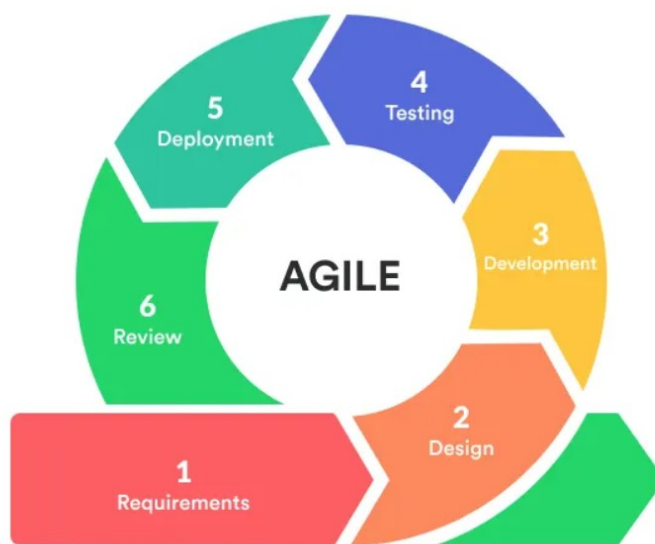 AGILE
1
Requirements
2
Design
3
Development
4
Testing
5
Deployment
6
Review